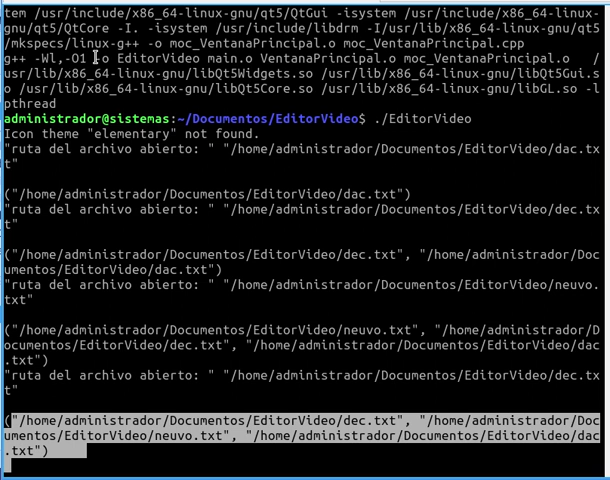 tem /usr/include/x86_64-linux-gnu/qt5/QtGui -isystem /usr/include/x86_64-linux-
gnu/qt5/QtCore -I. -isystem /usr/include/libdrm -I/usr/lib/x86_64-linux-gnu/qt5
/mkspecs/linux-g++ -o moc_VentanaPrincipal.o moc_VentanaPrincipal.cpp
g++ -Wl,-O1 -o EditorVideo main.o VentanaPrincipal.o moc_VentanaPrincipal.o   /
usr/lib/x86_64-linux-gnu/libQt5Widgets.so /usr/lib/x86_64-linux-gnu/libQt5Gui.s
o /usr/lib/x86_64-linux-gnu/libQt5Core.so /usr/lib/x86_64-linux-gnu/libGL.so -l
pthread
administrador@sistemas:~/Documentos/EditorVideo$ ./EditorVideo
Icon theme "elementary" not found.
"ruta del archivo abierto: " "/home/administrador/Documentos/EditorVideo/dac.tx
t"
("/home/administrador/Documentos/EditorVideo/dac.txt")
"ruta del archivo abierto: " "/home/administrador/Documentos/EditorVideo/dec.tx
t"
("/home/administrador/Documentos/EditorVideo/dec.txt", "/home/administrador/Doc
umentos/EditorVideo/dac.txt")
"ruta del archivo abierto: " "/home/administrador/Documentos/EditorVideo/neuvo.
txt"
("/home/administrador/Documentos/EditorVideo/neuvo.txt", "/home/administrador/D
ocumentos/EditorVideo/dec.txt", "/home/administrador/Documentos/EditorVideo/dac
.txt")
"ruta del archivo abierto: " "/home/administrador/Documentos/EditorVideo/dec.tx
t"
("/home/administrador/Documentos/EditorVideo/dec.txt", "/home/administrador/Doc
umentos/EditorVideo/neuvo.txt", "/home/administrador/Documentos/EditorVideo/dac
.txt")